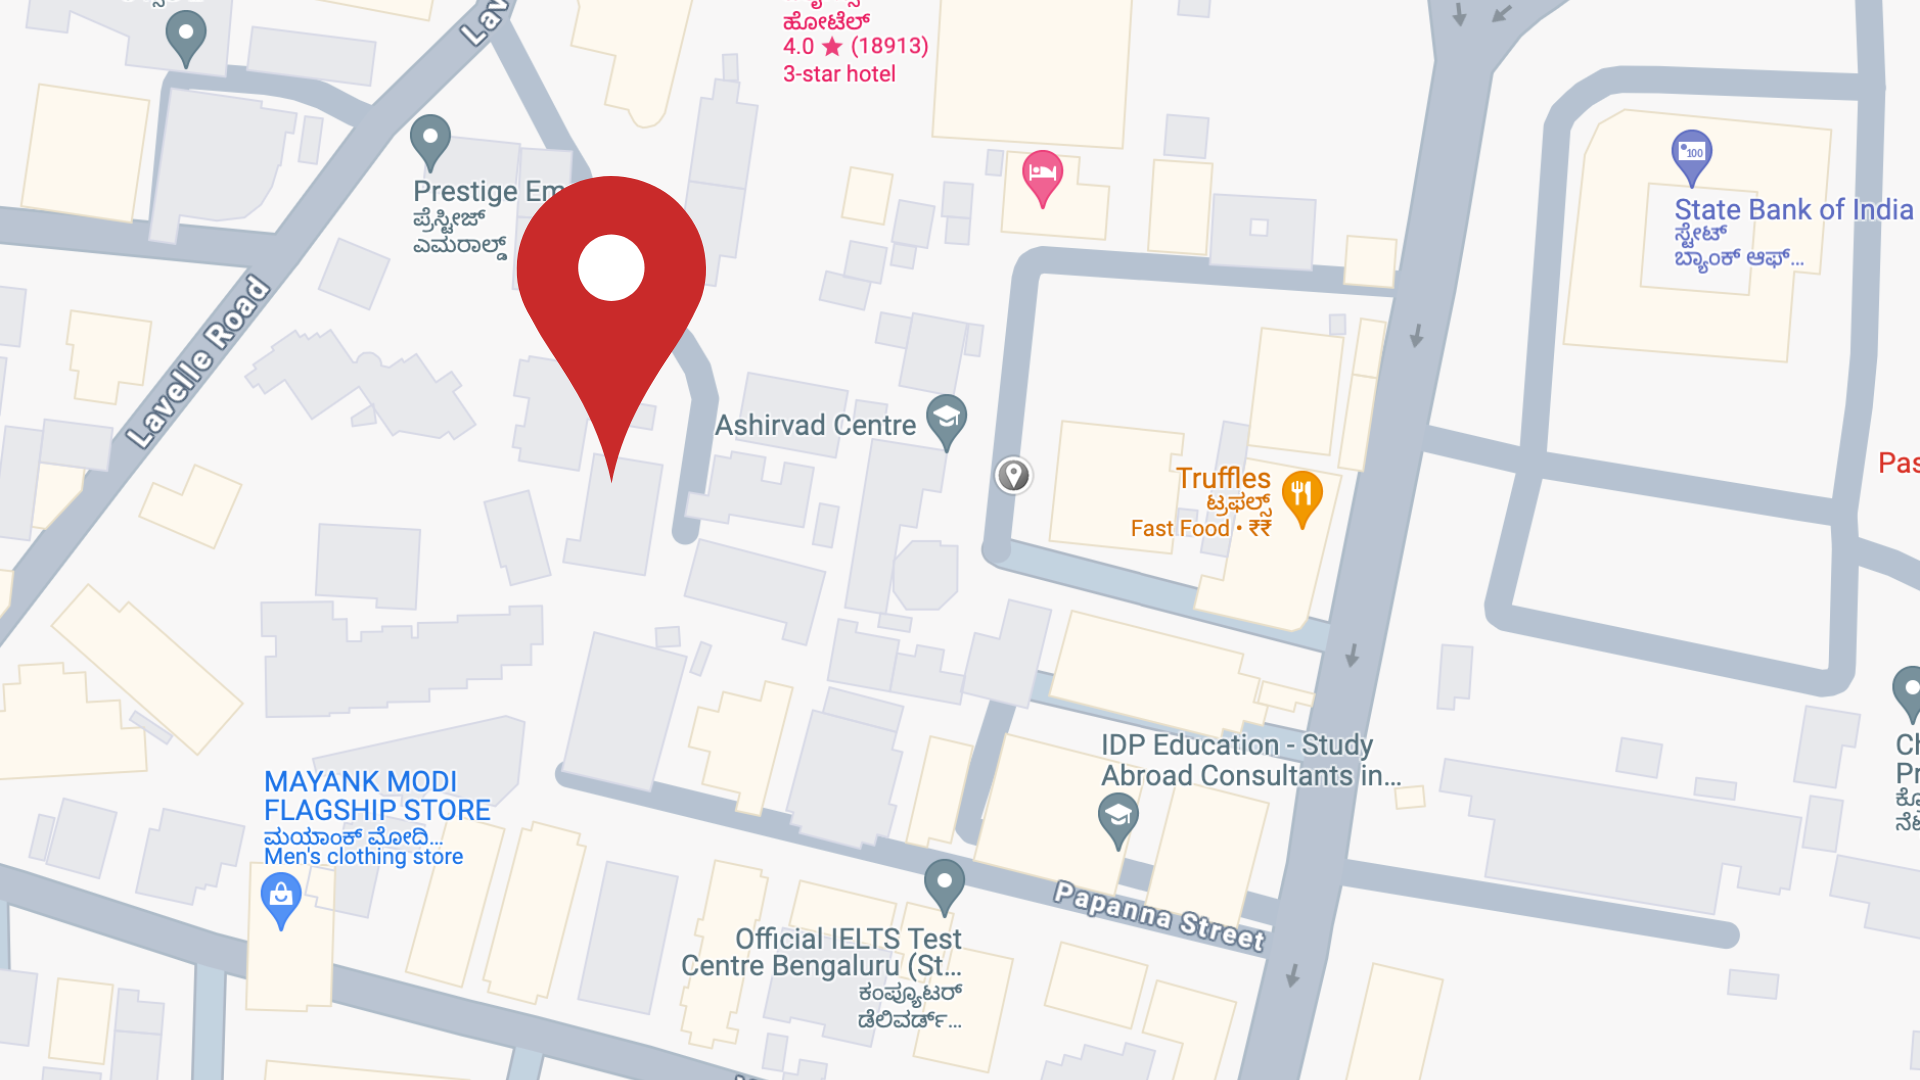 ಹೋಟೆಲ್
4.0 ★ (18913)
3-star hotel
Prestige Em
ಪ್ರೆಸ್ಟೀಜ್
ಎಮರಾಲ್ಡ್
State Bank of India
ಸ್ಟೇಟ್
ಬ್ಯಾಂಕ್ ಆಫ್...
100
Lavelle Road
Ashirvad Centre
Truffles
ಟ್ರಫಲ್ಸ್
Fast Food • ₹₹
Pas
IDP Education - Study
Abroad Consultants in...
MAYANK MODI
FLAGSHIP STORE
ಮಯಾಂಕ್ ಮೋದಿ...
Men's clothing store
Papanna Street
Official IELTS Test
Centre Bengaluru (St...
ಕಂಪ್ಯೂಟರ್
ಡೆಲಿವರ್ಡ್...